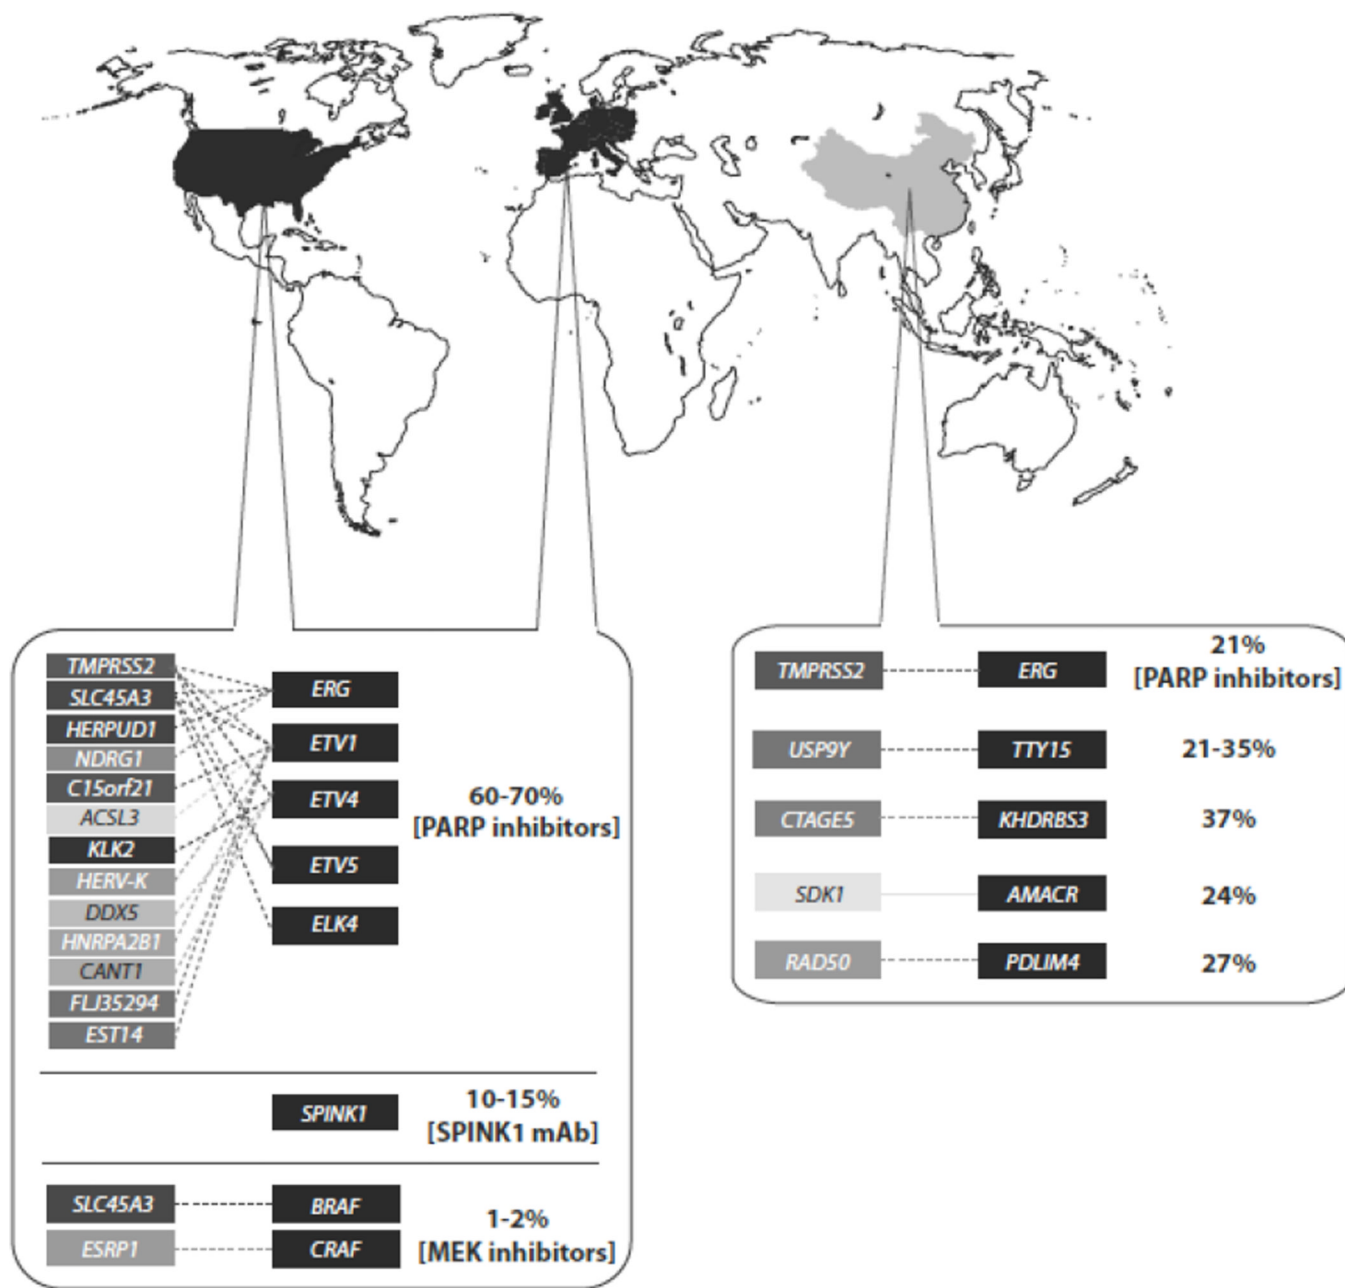 TMPRSS2
SLC45A3
HERPUD1
NDRG1
C15orf21
ACSL3
KLK2
HERV-K
DDX5
HNRPA2B1
CANT1
FLJ35294
EST14
ERG
ETV1
ETV4
ETV5
ELK4
60-70%
[PARP inhibitors]
SPINK1
10-15%
[SPINK1 mAb]
SLC45A3
BRAF
ESRP1
CRAF
1-2%
[MEK inhibitors]
TMPRSS2
ERG
21%
[PARP inhibitors]
USP9Y
TTY15
21-35%
CTAGE5
KHDRBS3
37%
SDK1
AMACR
24%
RAD50
PDLIM4
27%